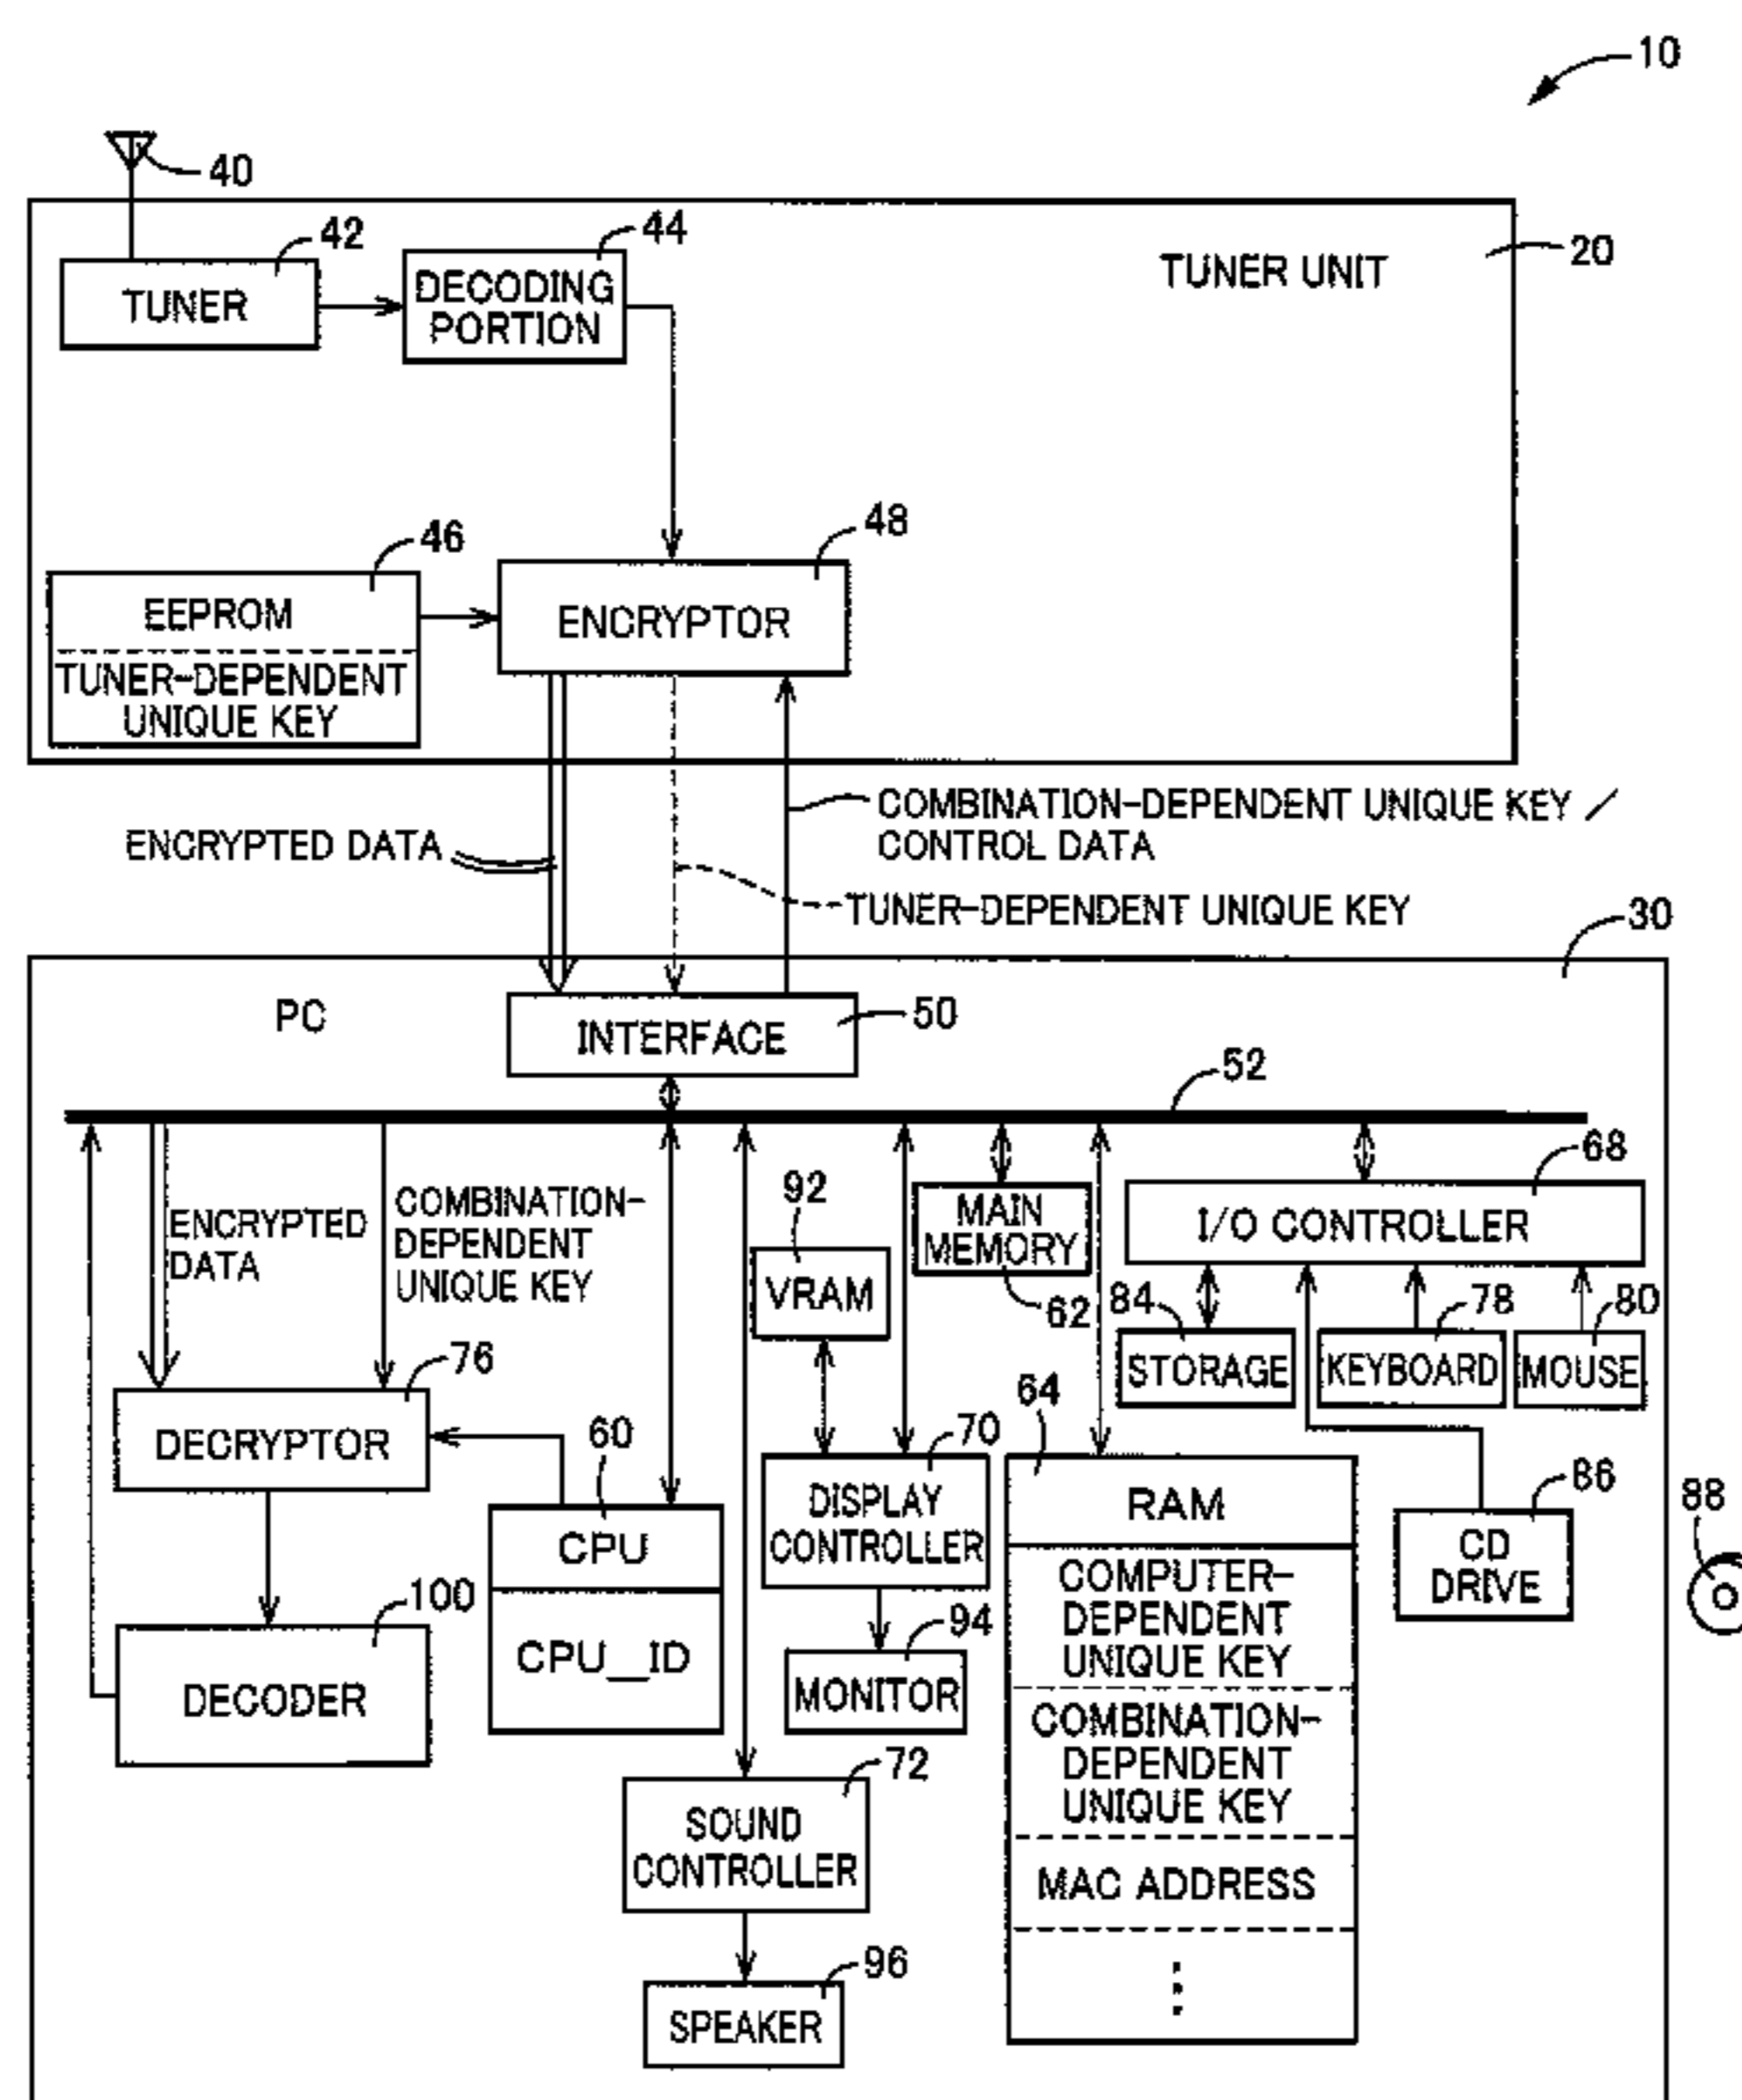 10
40
42
44
20
TUNER
DECODING
PORTION
TUNER UNIT
46
48
EEPROM
TUNER-DEPENDENT
UNIQUE KEY
ENCRYPTOR
COMBINATION-DEPENDENT UNIQUE KEY /
CONTROL DATA
ENCRYPTED DATA
TUNER-DEPENDENT UNIQUE KEY
30
PC
INTERFACE
50
52
68
ENCRYPTED
DATA
COMBINATION-
DEPENDENT
UNIQUE KEY
92
VRAM
MAIN
MEMORY
62
I/O CONTROLLER
84
78
80
STORAGE
KEYBOARD
MOUSE
76
DECRYPTOR
60
CPU
CPU_ID
70
DISPLAY
CONTROLLER
64
RAM
COMPUTER-
DEPENDENT
UNIQUE KEY
COMBINATION-
DEPENDENT
UNIQUE KEY
MAC ADDRESS
⋮
86
CD
DRIVE
88
100
DECODER
94
MONITOR
72
SOUND
CONTROLLER
96
SPEAKER